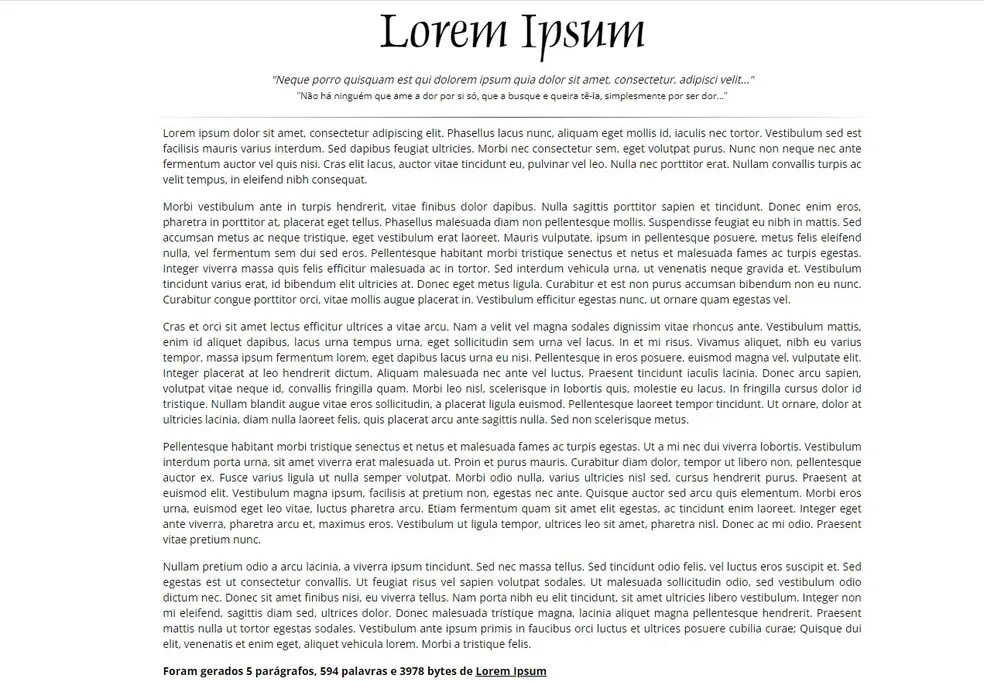 Lorem Ipsum
"Neque porro quisquam est qui dolorem ipsum quia dolor sit amet, consectetur, adipisci velit..."
"Não há ninguém que ame a dor por si só, que a busque e queira tê-la, simplesmente por ser dor..."
Lorem ipsum dolor sit amet, consectetur adipiscing elit. Phasellus lacus nunc, aliquam eget mollis id, iaculis nec tortor. Vestibulum sed est
facilisis mauris varius interdum. Sed dapibus feugiat ultricies. Morbi nec consectetur sem, eget volutpat purus. Nunc non neque nec ante
fermentum auctor vel quis nisi. Cras elit lacus, auctor vitae tincidunt eu, pulvinar vel leo. Nulla nec porttitor erat. Nullam convallis turpis ac
velit tempus, in eleifend nibh consequat.
Morbi vestibulum ante in turpis hendrerit, vitae finibus dolor dapibus. Nulla sagittis porttitor sapien et tincidunt. Donec enim eros,
pharetra in porttitor at, placerat eget tellus. Phasellus malesuada diam non pellentesque mollis. Suspendisse feugiat eu nibh in mattis. Sed
accumsan metus ac neque tristique, eget vestibulum erat laoreet. Mauris vulputate, ipsum in pellentesque posuere, metus felis eleifend
nulla, vel fermentum sem dui sed eros. Pellentesque habitant morbi tristique senectus et netus et malesuada fames ac turpis egestas.
Integer viverra massa quis felis efficitur malesuada ac in tortor. Sed interdum vehicula urna, ut venenatis neque gravida et. Vestibulum
tincidunt varius erat, id bibendum elit ultricies at. Donec eget metus ligula. Curabitur et est non purus accumsan bibendum non eu nunc.
Curabitur congue porttitor orci, vitae mollis augue placerat in. Vestibulum efficitur egestas nunc, ut ornare quam egestas vel.
Cras et orci sit amet lectus efficitur ultrices a vitae arcu. Nam a velit vel magna sodales dignissim vitae rhoncus ante. Vestibulum mattis,
enim id aliquet dapibus, lacus urna tempus urna, eget sollicitudin sem urna vel lacus. In et mi risus. Vivamus aliquet, nibh eu varius
tempor, massa ipsum fermentum lorem, eget dapibus lacus urna eu nisi. Pellentesque in eros posuere, euismod magna vel, vulputate elit.
Integer placerat at leo hendrerit dictum. Aliquam malesuada nec ante vel luctus. Praesent tincidunt iaculis lacinia. Donec arcu sapien,
volutpat vitae neque id, convallis fringilla quam. Morbi leo nisl, scelerisque in lobortis quis, molestie eu lacus. In fringilla cursus dolor id
tristique. Nullam blandit augue vitae eros sollicitudin, a placerat ligula euismod. Pellentesque laoreet tempor tincidunt. Ut ornare, dolor at
ultricies lacinia, diam nulla laoreet felis, quis placerat arcu ante sagittis nulla. Sed non scelerisque metus.
Pellentesque habitant morbi tristique senectus et netus et malesuada fames ac turpis egestas. Ut a mi nec dui viverra lobortis. Vestibulum
interdum porta urna, sit amet viverra erat malesuada ut. Proin et purus mauris. Curabitur diam dolor, tempor ut libero non, pellentesque
auctor ex. Fusce varius ligula ut nulla semper volutpat. Morbi odio nulla, varius ultricies nisl sed, cursus hendrerit purus. Praesent at
euismod elit. Vestibulum magna ipsum, facilisis at pretium non, egestas nec ante. Quisque auctor sed arcu quis elementum. Morbi eros
urna, euismod eget leo vitae, luctus pharetra arcu. Etiam fermentum quam sit amet elit egestas, ac tincidunt enim laoreet. Integer eget
ante viverra, pharetra arcu et, maximus eros. Vestibulum ut ligula tempor, ultrices leo sit amet, pharetra nisl. Donec ac mi odio. Praesent
vitae pretium nunc.
Nullam pretium odio a arcu lacinia, a viverra ipsum tincidunt. Sed nec massa tellus. Sed tincidunt odio felis, vel luctus eros suscipit et. Sed
egestas est ut consectetur convallis. Ut feugiat risus vel sapien volutpat sodales. Ut malesuada sollicitudin odio, sed vestibulum odio
dictum nec. Donec sit amet finibus nisi, eu viverra tellus. Nam porta nibh eu elit tincidunt, sit amet ultricies libero vestibulum. Integer non
mi eleifend, sagittis diam sed, ultrices dolor. Donec malesuada tristique magna, lacinia aliquet magna pellentesque hendrerit. Praesent
mattis nulla ut tortor egestas sodales. Vestibulum ante ipsum primis in faucibus orci luctus et ultrices posuere cubilia curae; Quisque dui
elit, venenatis et enim eget, aliquet vehicula lorem. Morbi a tristique felis.
Foram gerados 5 parágrafos, 594 palavras e 3978 bytes de Lorem Ipsum